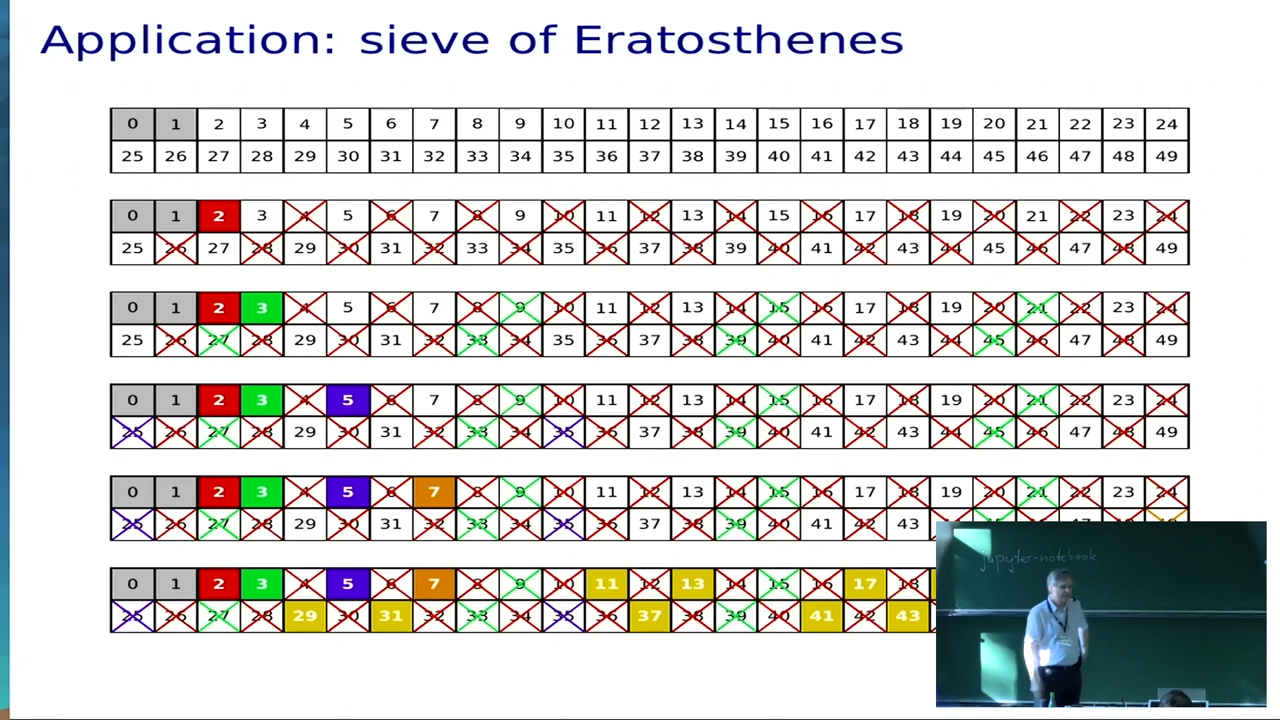 Application: sieve of Eratosthenes
0 1 2 3 4 5 6 7 8 9 10 11 12 13 14 15 16 17 18 19 20 21 22 23 24
25 26 27 28 29 30 31 32 33 34 35 36 37 38 39 40 41 42 43 44 45 46 47 48 49
0 1 2 3 4 5 6 7 8 9 10 11 12 13 14 15 16 17 18 19 20 21 22 23 24
25 26 27 28 29 30 31 32 33 34 35 36 37 38 39 40 41 42 43 44 45 46 47 48 49
0 1 2 3 4 5 6 7 8 9 10 11 12 13 14 15 16 17 18 19 20 21 22 23 24
25 26 27 28 29 30 31 32 33 34 35 36 37 38 39 40 41 42 43 44 45 46 47 48 49
0 1 2 3 4 5 6 7 8 9 10 11 12 13 14 15 16 17 18 19 20 21 22 23 24
25 26 27 28 29 30 31 32 33 34 35 36 37 38 39 40 41 42 43 44 45 46 47 48 49
0 1 2 3 4 5 6 7 8 9 10 11 12 13 14 15 16 17 18 19 20 21 22 23 24
25 26 27 28 29 30 31 32 33 34 35 36 37 38 39 40 41 42 43
0 1 2 3 4 5 6 7 8 9 10 11 12 13 14 15 16 17 18
25 26 27 28 29 30 31 32 33 34 35 36 37 38 39 40 41 42 43
jupyter-notebook